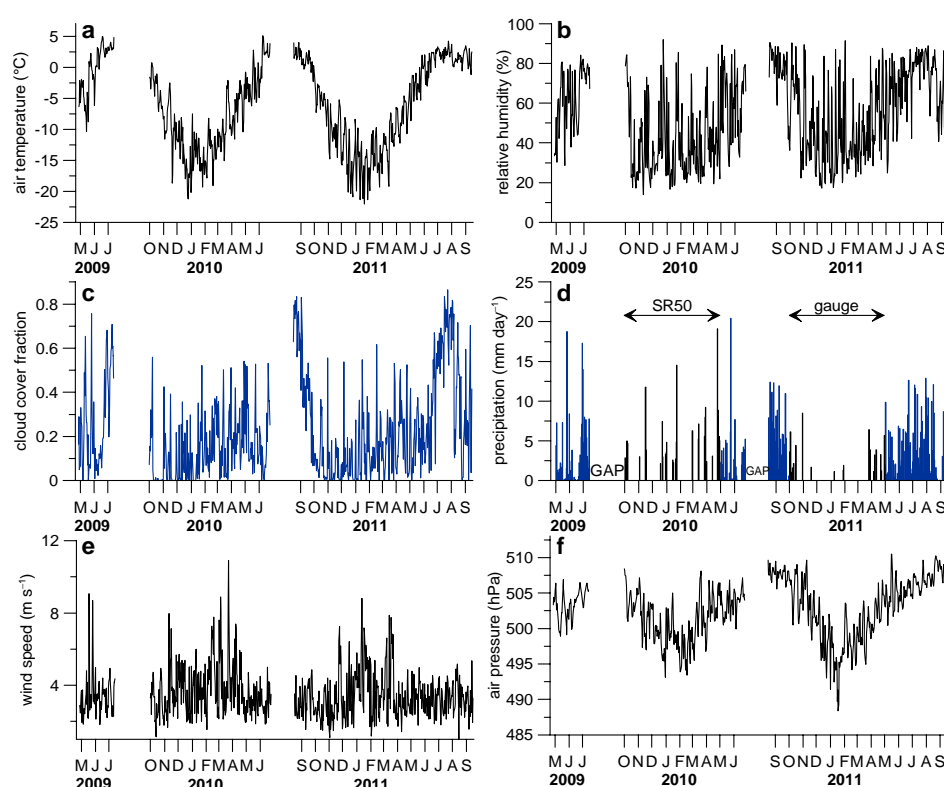 a
air temperature (°C)
5
0
-5
-10
-15
-20
-25
M J J O N D J F M A M J S O N D J F M A M J J A S
2009 2010 2011
b
relative humidity (%)
100
80
60
40
20
0
M J J O N D J F M A M J S O N D J F M A M J J A S
2009 2010 2011
c
cloud cover fraction
0.8
0.6
0.4
0.2
0
M J J O N D J F M A M J S O N D J F M A M J J A S
2009 2010 2011
d
precipitation (mm day⁻¹)
25
20
15
10
5
0
SR50 gauge
GAP GAP
M J J O N D J F M A M J S O N D J F M A M J J A S
2009 2010 2011
e
wind speed (m s⁻¹)
12
8
4
M J J O N D J F M A M J S O N D J F M A M J J A S
2009 2010 2011
f
air pressure (hPa)
510
505
500
495
490
485
M J J O N D J F M A M J S O N D J F M A M J J A S
2009 2010 2011